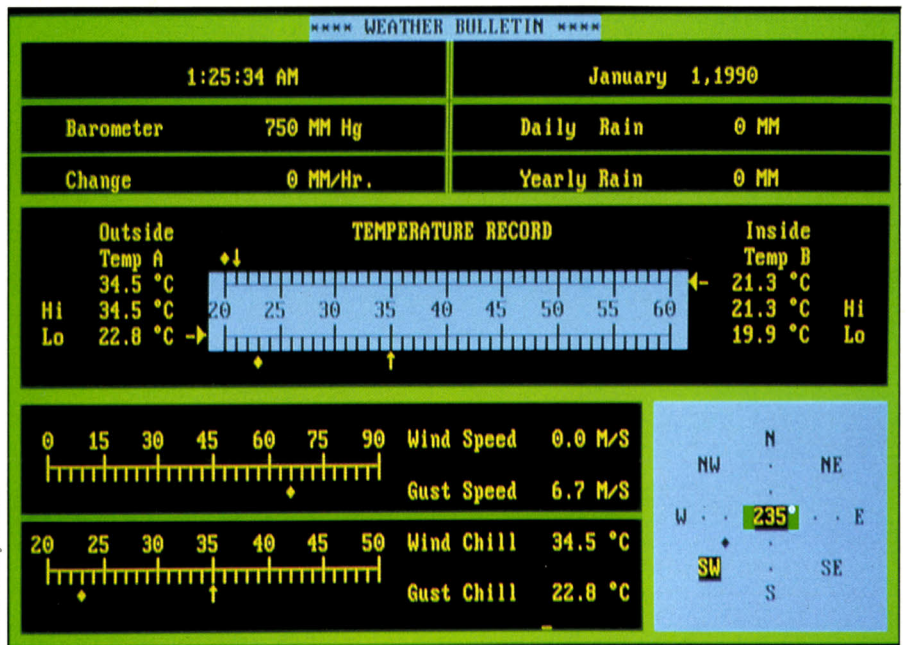 **** WEATHER BULLETIN ****
1:25:34 AM January 1,1990
Barometer 750 MM Hg Daily Rain 0 MM
Change 0 MM/Hr. Yearly Rain 0 MM
Outside TEMPERATURE RECORD Inside
Temp A Temp B
34.5 °C 21.3 °C
Hi 34.5 °C 20 25 30 35 40 45 50 55 60 21.3 °C Hi
Lo 22.8 °C 19.9 °C Lo
0 15 30 45 60 75 90 Wind Speed 0.0 M/S
Gust Speed 6.7 M/S
20 25 30 35 40 45 50 Wind Chill 34.5 °C
Gust Chill 22.8 °C
N
NW NE
W 235° E
SW SE
S